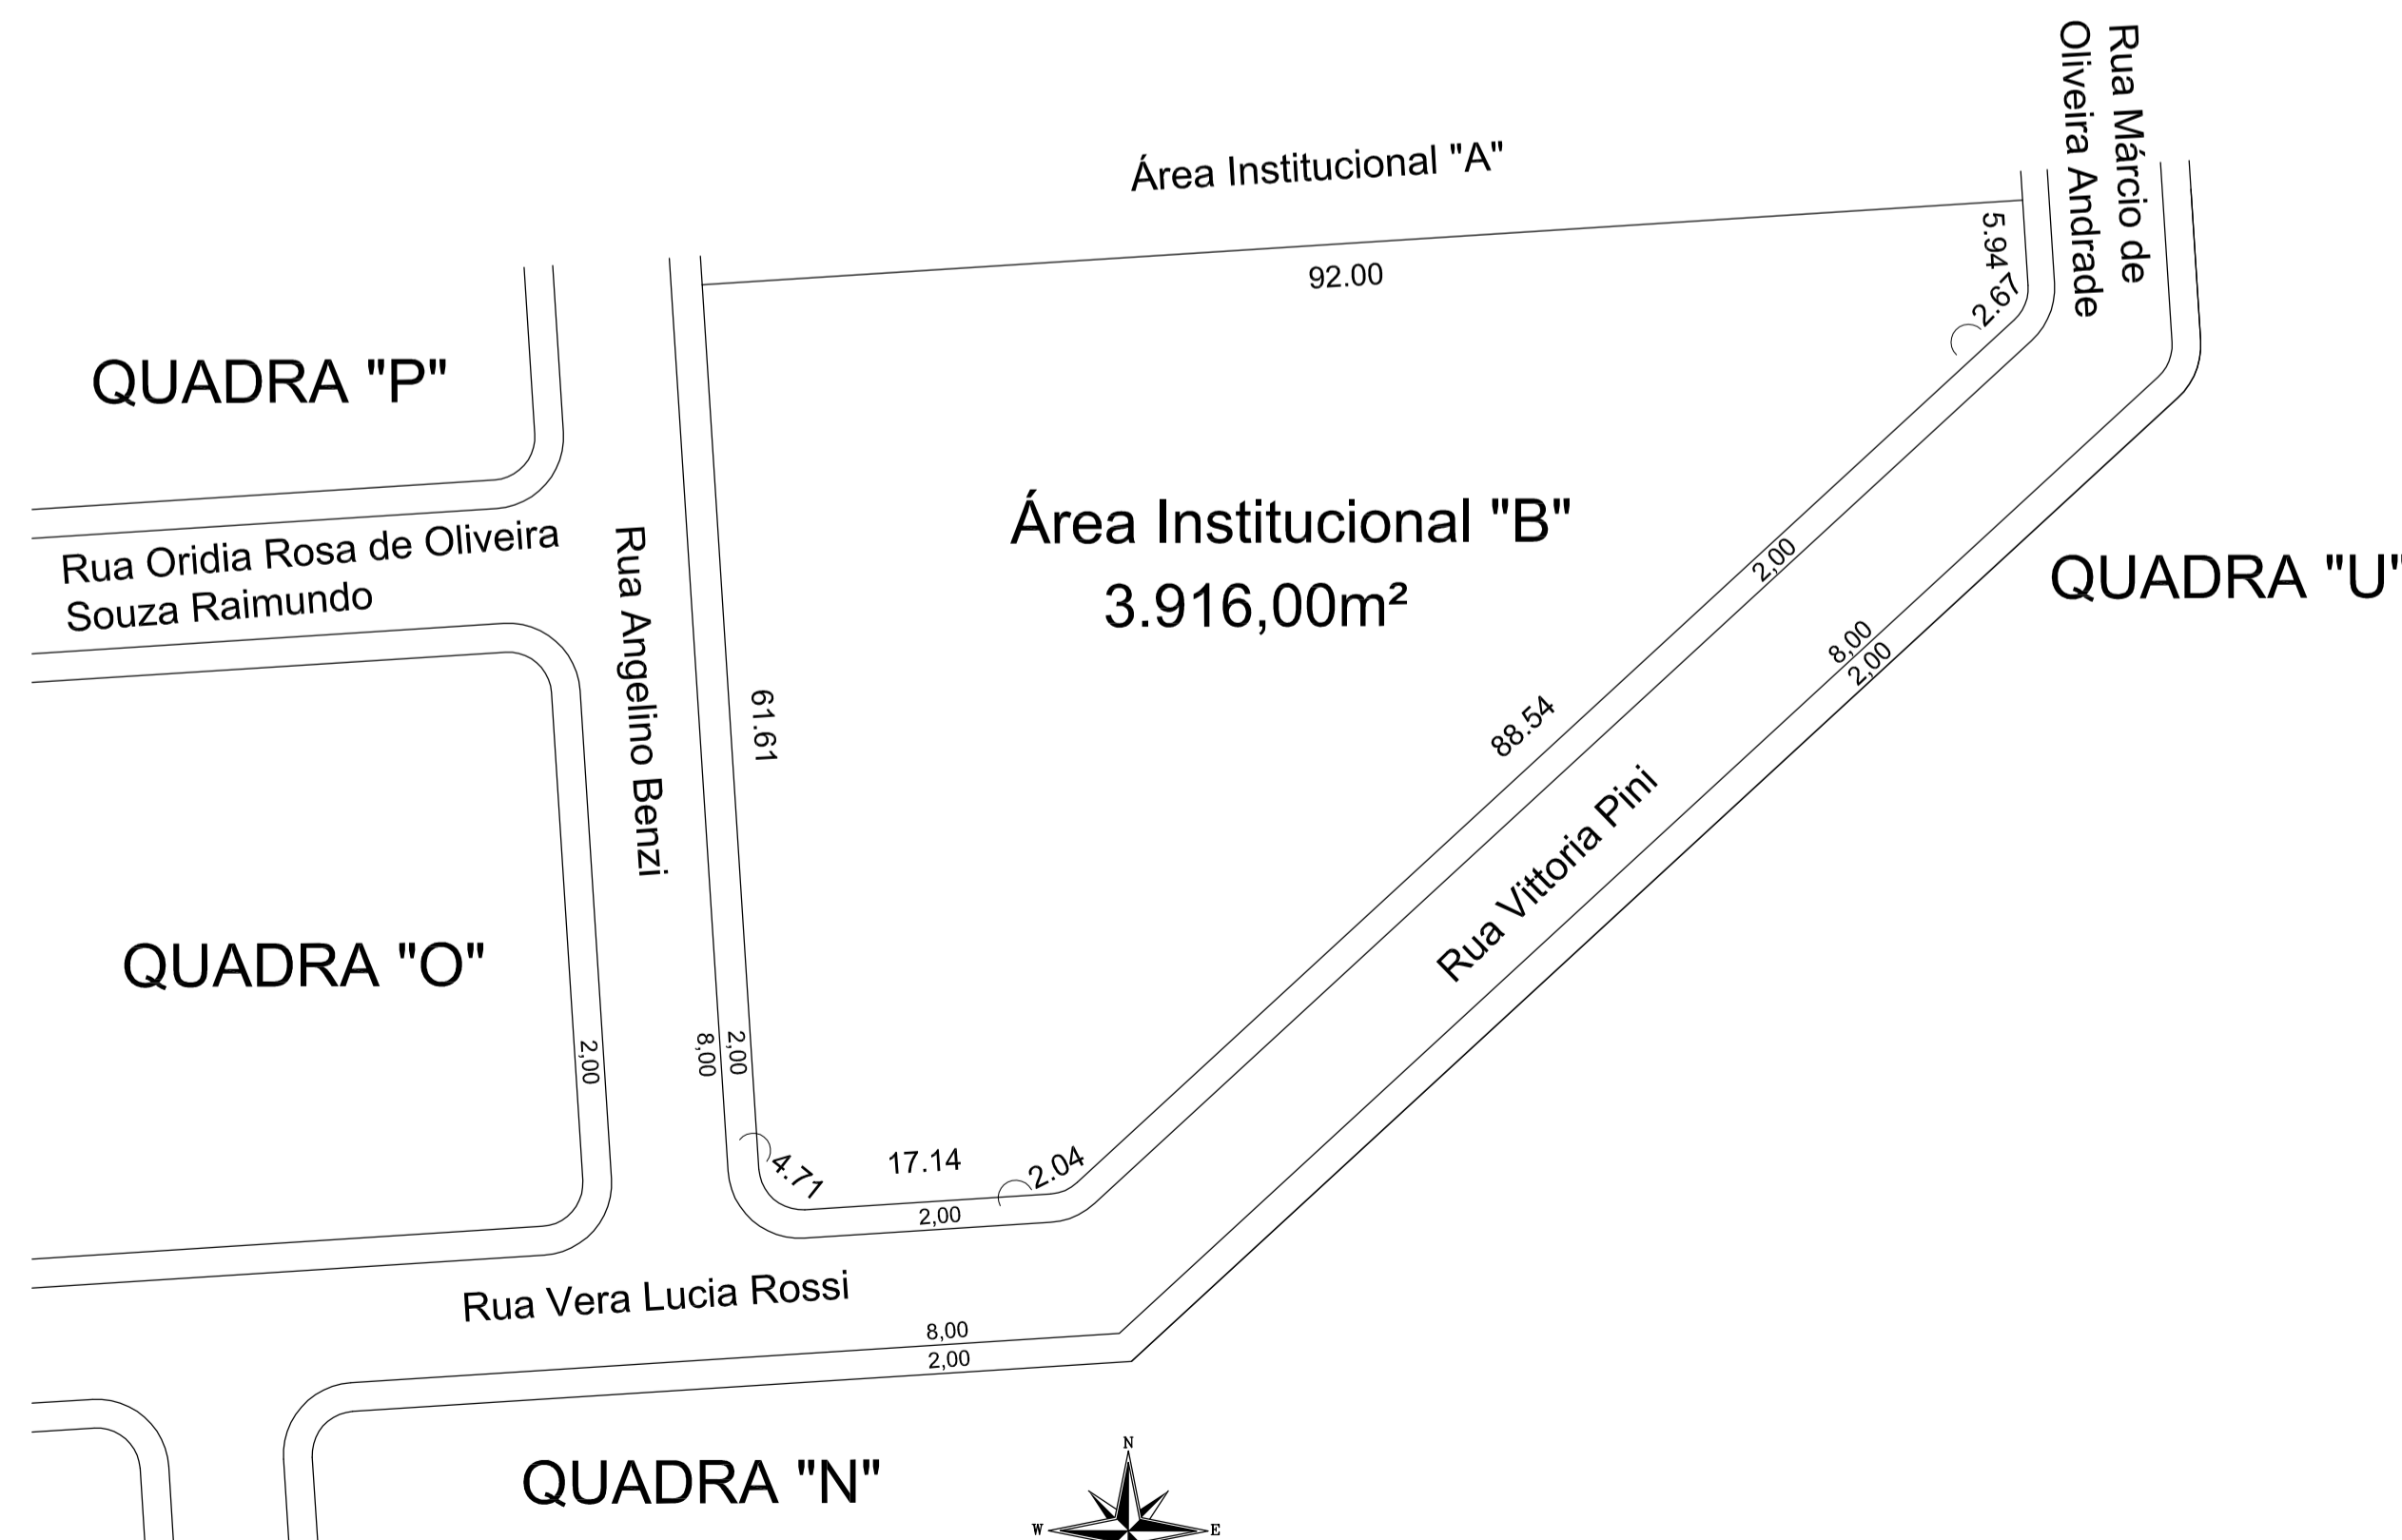 Rua Márcio de
Oliveira Andrade
Área Institucional "A"
92.00
5.94
2.67
QUADRA "P"
Área Institucional "B"
3.916,00m²
Rua Oridia Rosa de Oliveira
Souza Raimundo
Rua Angelino Benzi
61.61
2,00
QUADRA "U"
8,00
2,00
88.54
Rua Vittoria Pini
QUADRA "O"
2,00
8,00
2,00
4.71
17.14
2.04
2,00
Rua Vera Lucia Rossi
8,00
2,00
QUADRA "N"
N
W
E